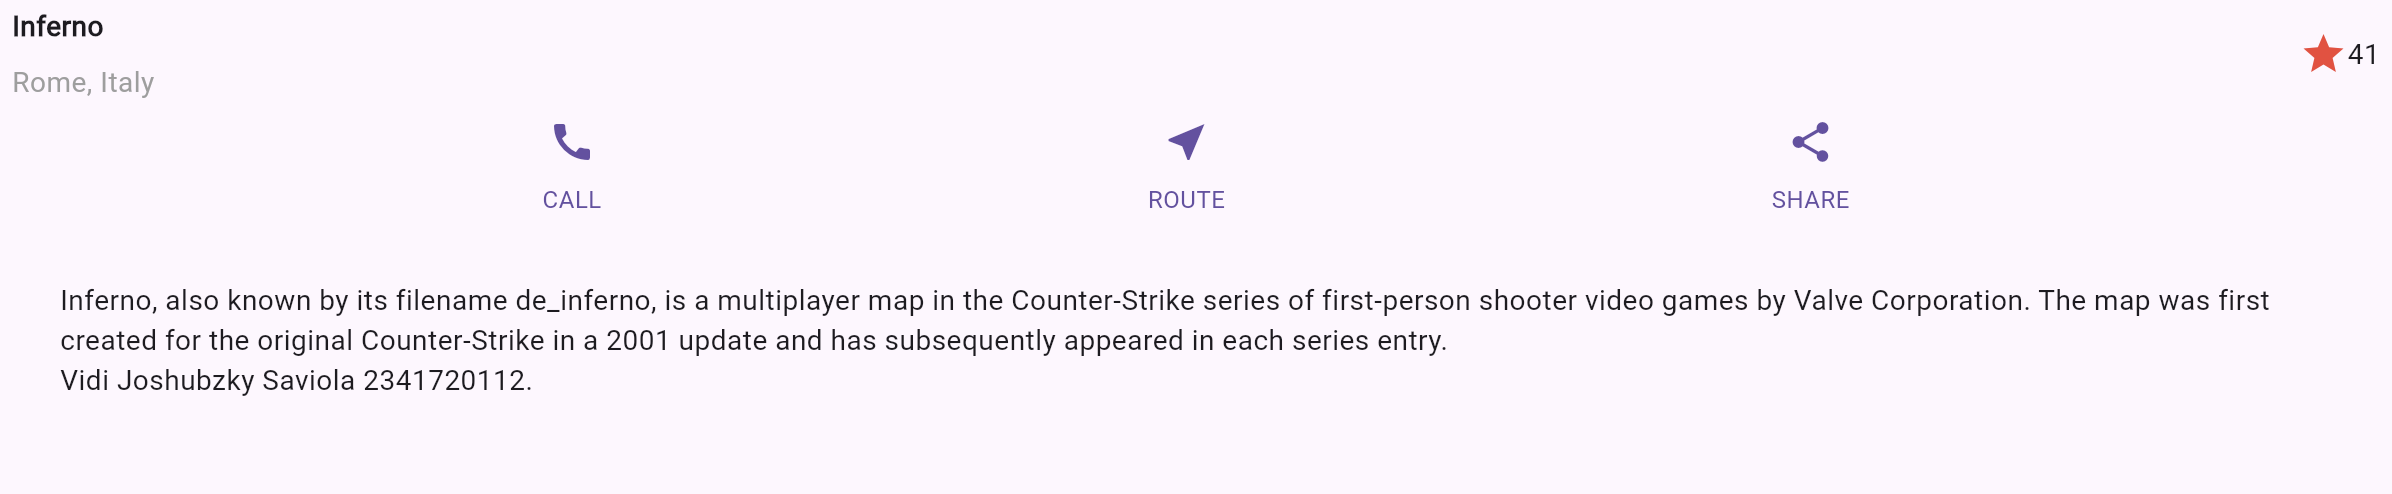 Inferno
Rome, Italy
41
CALL
ROUTE
SHARE
Inferno, also known by its filename de_inferno, is a multiplayer map in the Counter-Strike series of first-person shooter video games by Valve Corporation. The map was first
created for the original Counter-Strike in a 2001 update and has subsequently appeared in each series entry.
Vidi Joshubzky Saviola 2341720112.